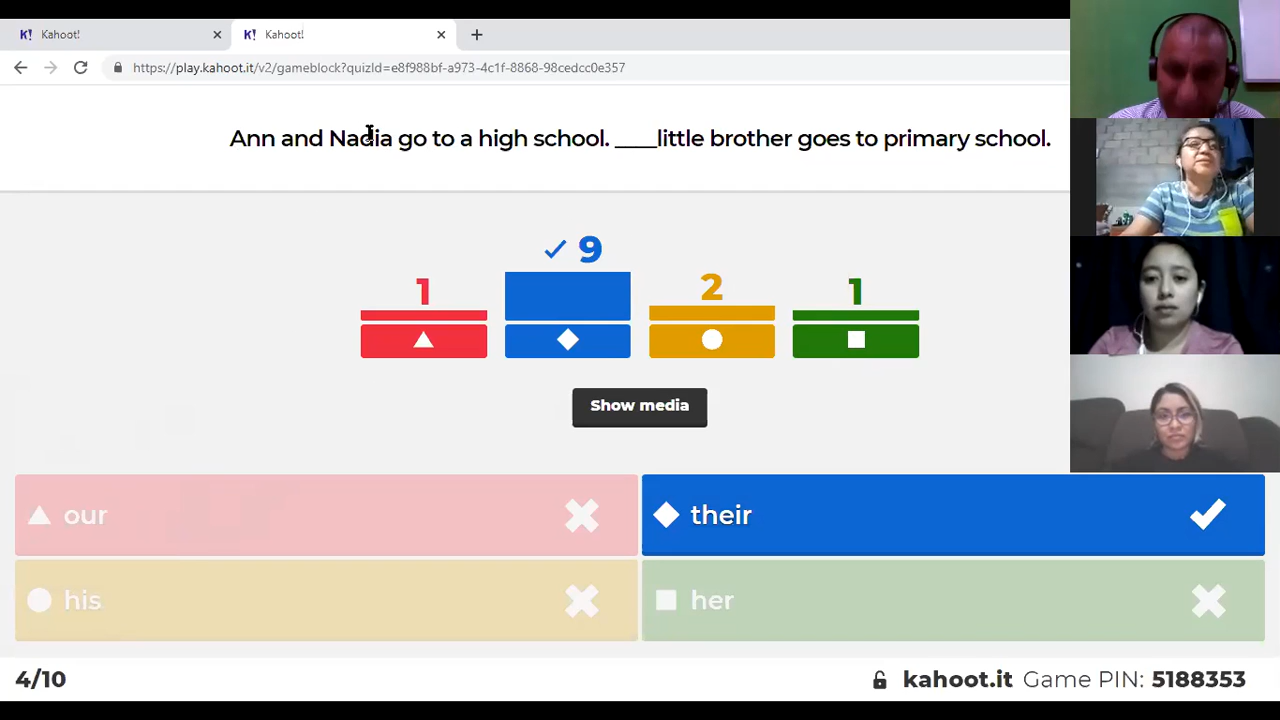 K! Kahoot! × K! Kahoot! × +
https://play.kahoot.it/v2/gameblock?quizId=e8f988bf-a973-4c1f-8868-98cedcc0e357
Ann and Nadia go to a high school. ____little brother goes to primary school.
1 9 2 1
Show media
our their
his her
4/10 kahoot.it Game PIN: 5188353